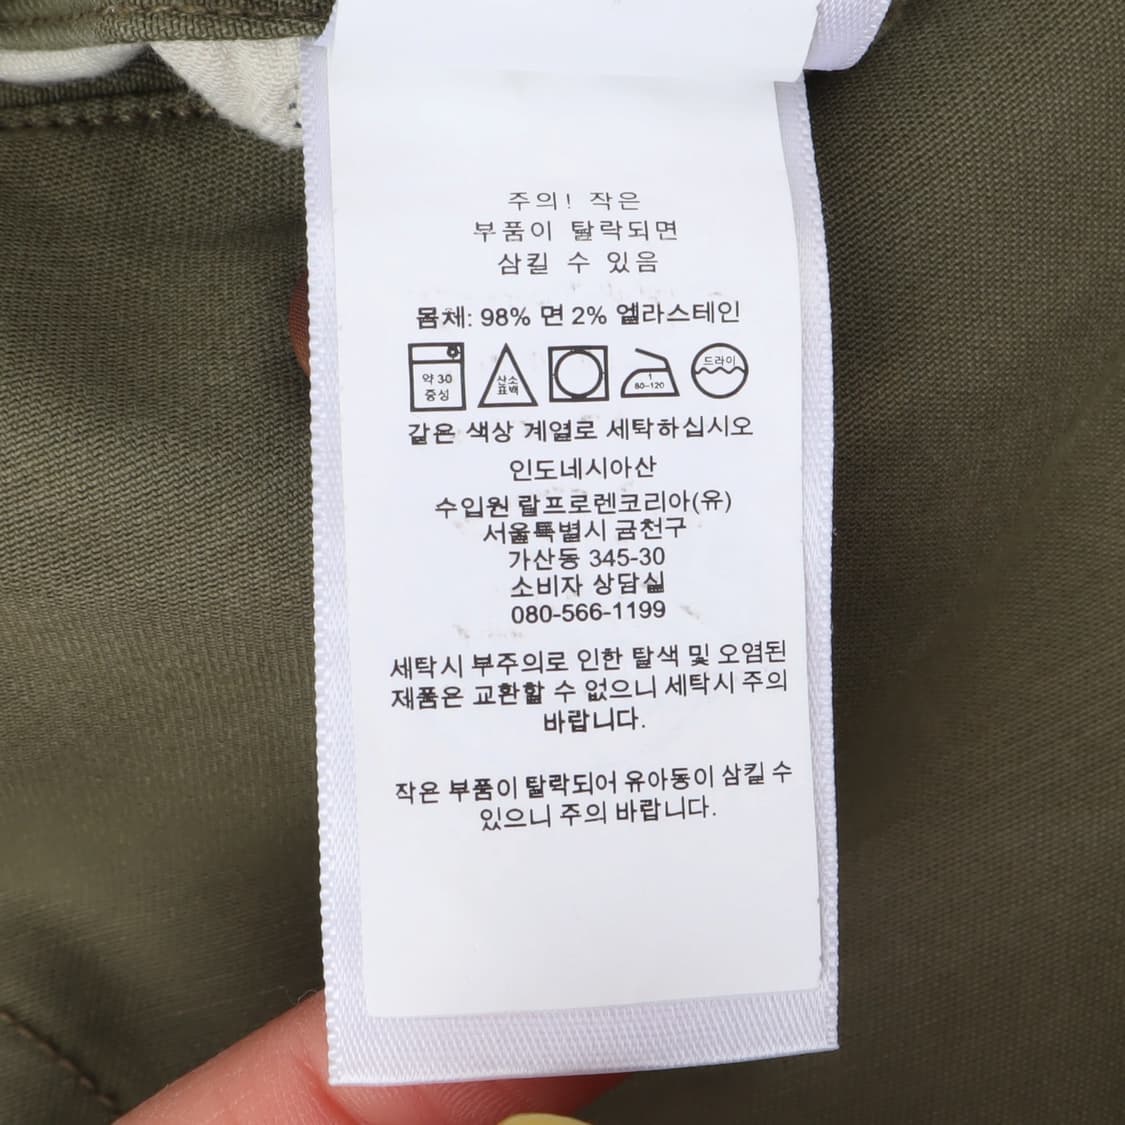 주의! 작은
부품이 탈락되면
삼킬 수 있음
몸체: 98% 면 2% 엘라스테인
약 30
중성
산소
표백
1
80-120
드라이
같은 색상 계열로 세탁하십시오
인도네시아산
수입원 랄프로렌코리아(유)
서울특별시 금천구
가산동 345-30
소비자 상담실
080-566-1199
세탁시 부주의로 인한 탈색 및 오염된
제품은 교환할 수 없으니 세탁시 주의
바랍니다.
작은 부품이 탈락되어 유아동이 삼킬 수
있으니 주의 바랍니다.